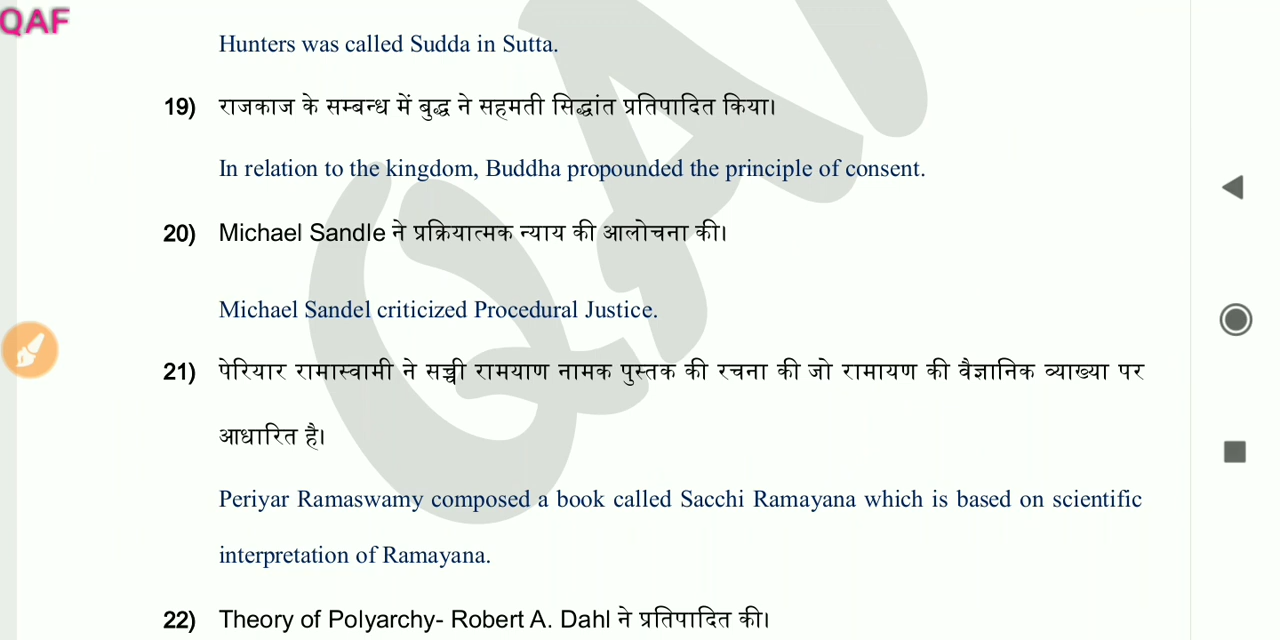 QAF
Hunters was called Sudda in Sutta.
19) राजकाज के सम्बन्ध में बुद्ध ने सहमती सिद्धांत प्रतिपादित किया।
In relation to the kingdom, Buddha propounded the principle of consent.
20) Michael Sandle ने प्रक्रियात्मक न्याय की आलोचना की।
Michael Sandel criticized Procedural Justice.
21) पेरियार रामास्वामी ने सच्ची रामयाण नामक पुस्तक की रचना की जो रामायण की वैज्ञानिक व्याख्या पर
आधारित है।
Periyar Ramaswamy composed a book called Sacchi Ramayana which is based on scientific
interpretation of Ramayana.
22) Theory of Polyarchy- Robert A. Dahl ने प्रतिपादित की।